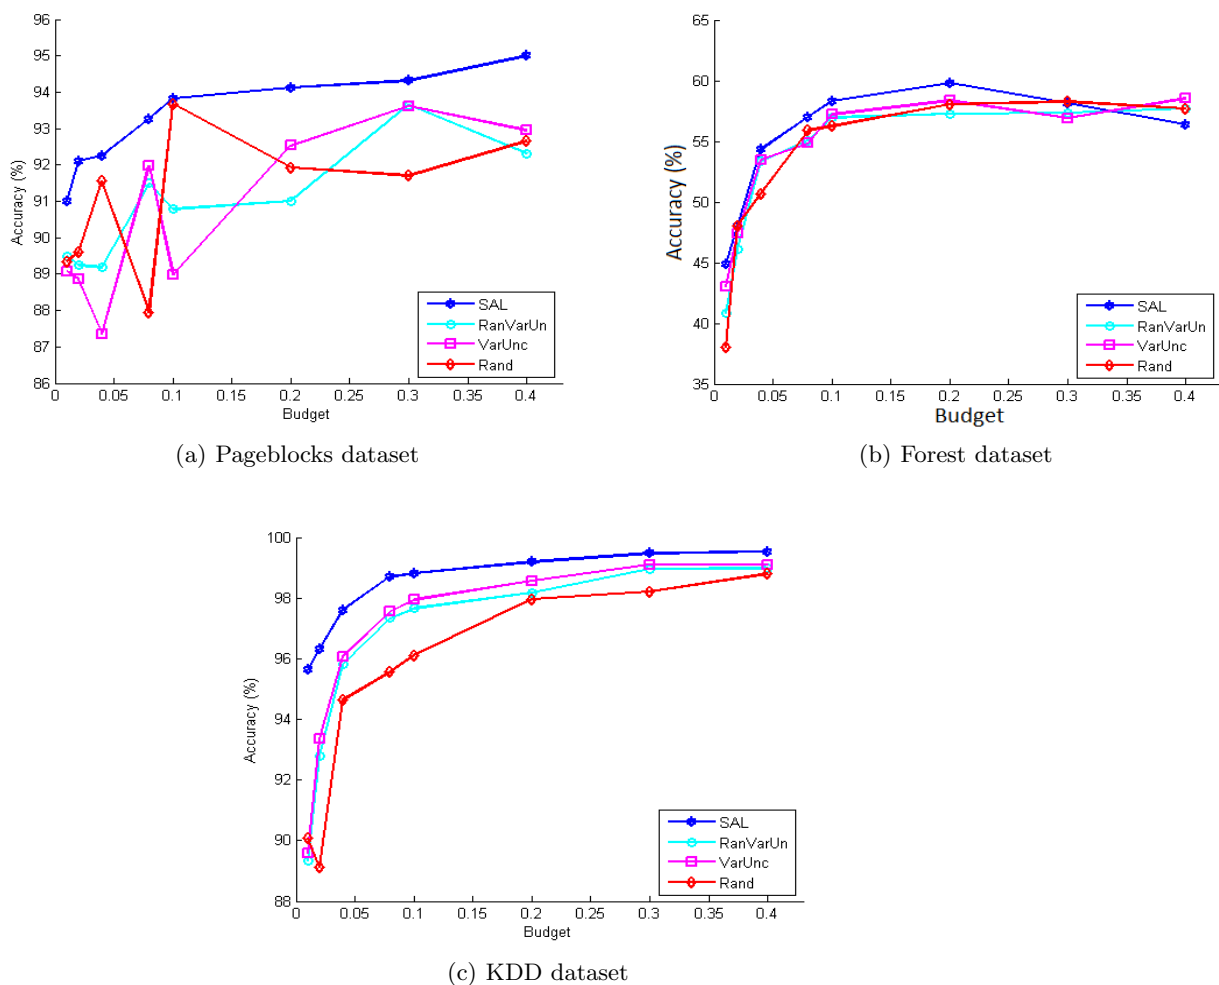 96
95
94
93
92
91
90
89
88
87
86
Accuracy (%)
0 0.05 0.1 0.15 0.2 0.25 0.3 0.35 0.4
Budget
SAL
RanVarUn
VarUnc
Rand
(a) Pageblocks dataset
65
60
55
50
45
40
35
Accuracy (%)
0 0.05 0.1 0.15 0.2 0.25 0.3 0.35 0.4
Budget
SAL
RanVarUn
VarUnc
Rand
(b) Forest dataset
100
98
96
94
92
90
88
Accuracy (%)
0 0.05 0.1 0.15 0.2 0.25 0.3 0.35 0.4
Budget
SAL
RanVarUn
VarUnc
Rand
(c) KDD dataset